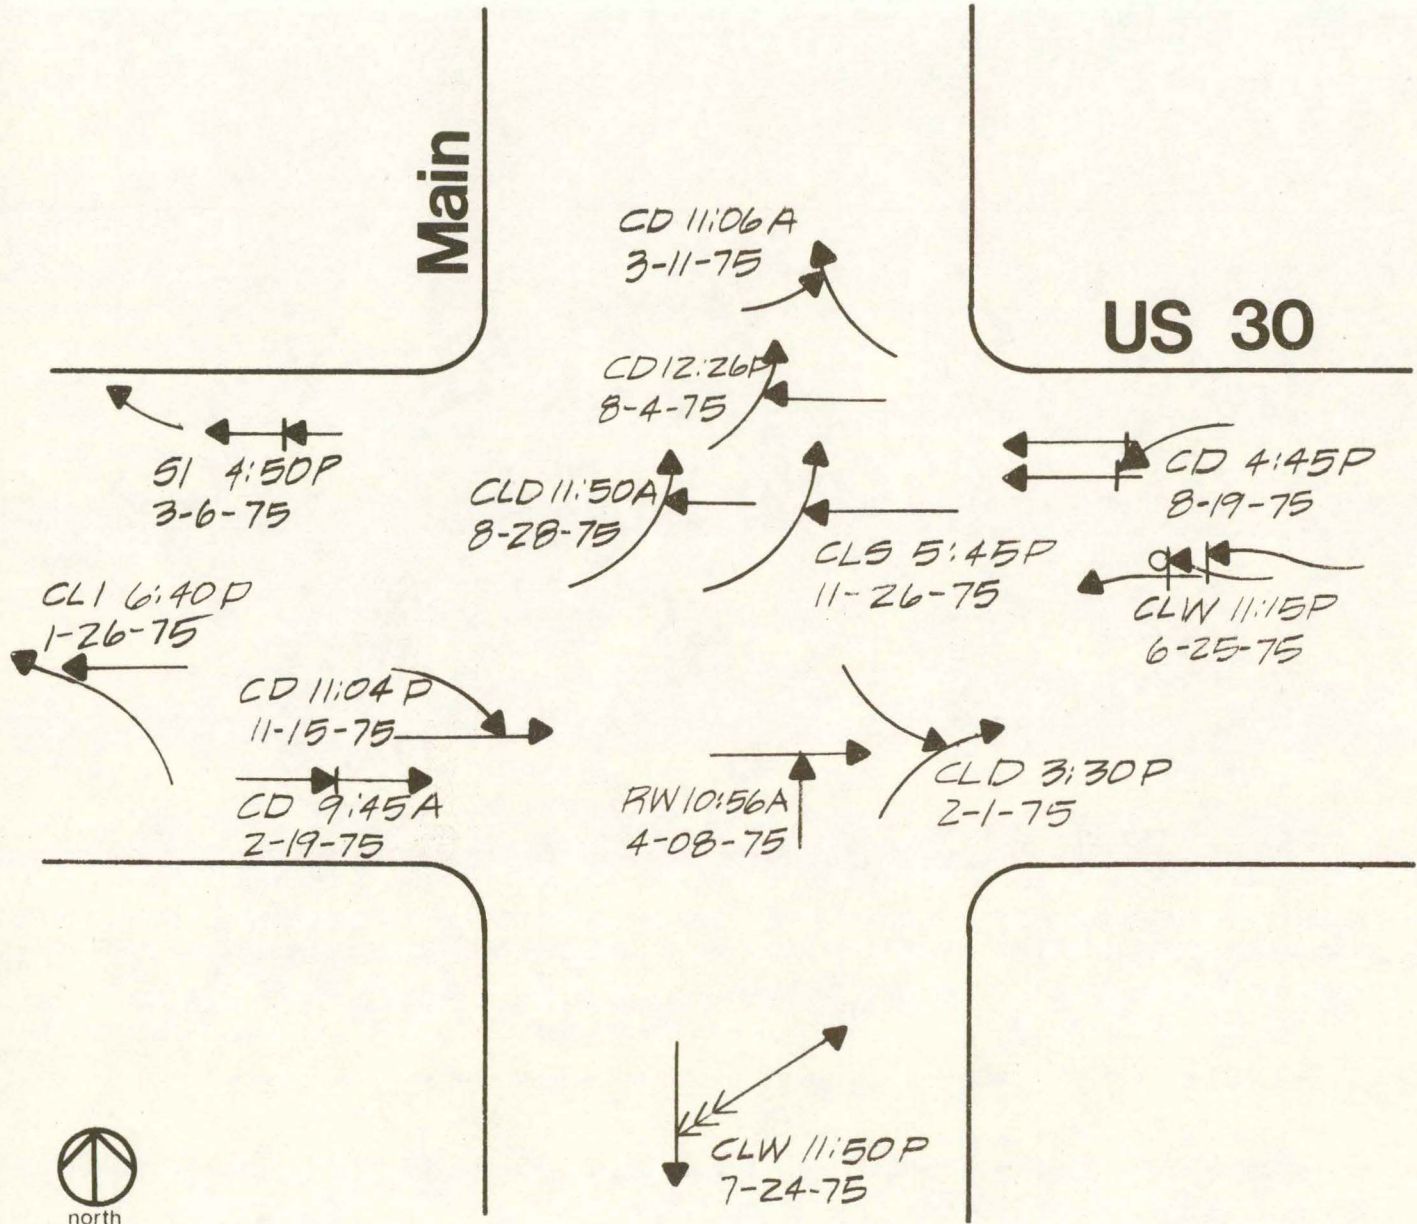 Main
CD 11:06A
3-11-75
US 30
CD 12:26P
8-4-75
SI 4:50P
3-6-75
CLD 11:50A
8-28-75
CD 4:45P
8-19-75
CLS 5:45P
11-26-75
CLW 11:15P
6-25-75
CLI 6:40P
1-26-75
CD 11:04P
11-15-75
CD 9:45A
2-19-75
RW 10:56A
4-08-75
CLD 3:30P
2-1-75
CLW 11:50P
7-24-75
north